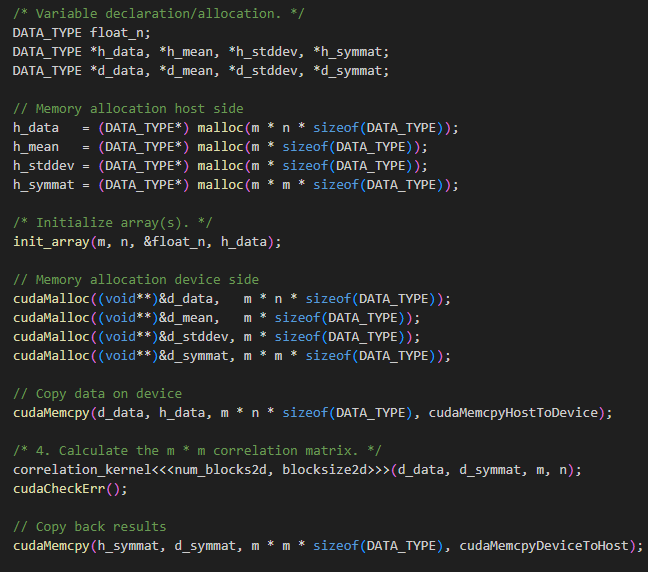 /* Variable declaration/allocation. */
DATA_TYPE float_n;
DATA_TYPE *h_data, *h_mean, *h_stddev, *h_symmat;
DATA_TYPE *d_data, *d_mean, *d_stddev, *d_symmat;
// Memory allocation host side
h_data   = (DATA_TYPE*) malloc(m * n * sizeof(DATA_TYPE));
h_mean   = (DATA_TYPE*) malloc(m * sizeof(DATA_TYPE));
h_stddev = (DATA_TYPE*) malloc(m * sizeof(DATA_TYPE));
h_symmat = (DATA_TYPE*) malloc(m * m * sizeof(DATA_TYPE));
/* Initialize array(s). */
init_array(m, n, &float_n, h_data);
// Memory allocation device side
cudaMalloc((void**)&d_data,   m * n * sizeof(DATA_TYPE));
cudaMalloc((void**)&d_mean,   m * sizeof(DATA_TYPE));
cudaMalloc((void**)&d_stddev, m * sizeof(DATA_TYPE));
cudaMalloc((void**)&d_symmat, m * m * sizeof(DATA_TYPE));
// Copy data on device
cudaMemcpy(d_data, h_data, m * n * sizeof(DATA_TYPE), cudaMemcpyHostToDevice);
/* 4. Calculate the m * m correlation matrix. */
correlation_kernel<<<num_blocks2d, blocksize2d>>>(d_data, d_symmat, m, n);
cudaCheckErr();
// Copy back results
cudaMemcpy(h_symmat, d_symmat, m * m * sizeof(DATA_TYPE), cudaMemcpyDeviceToHost);